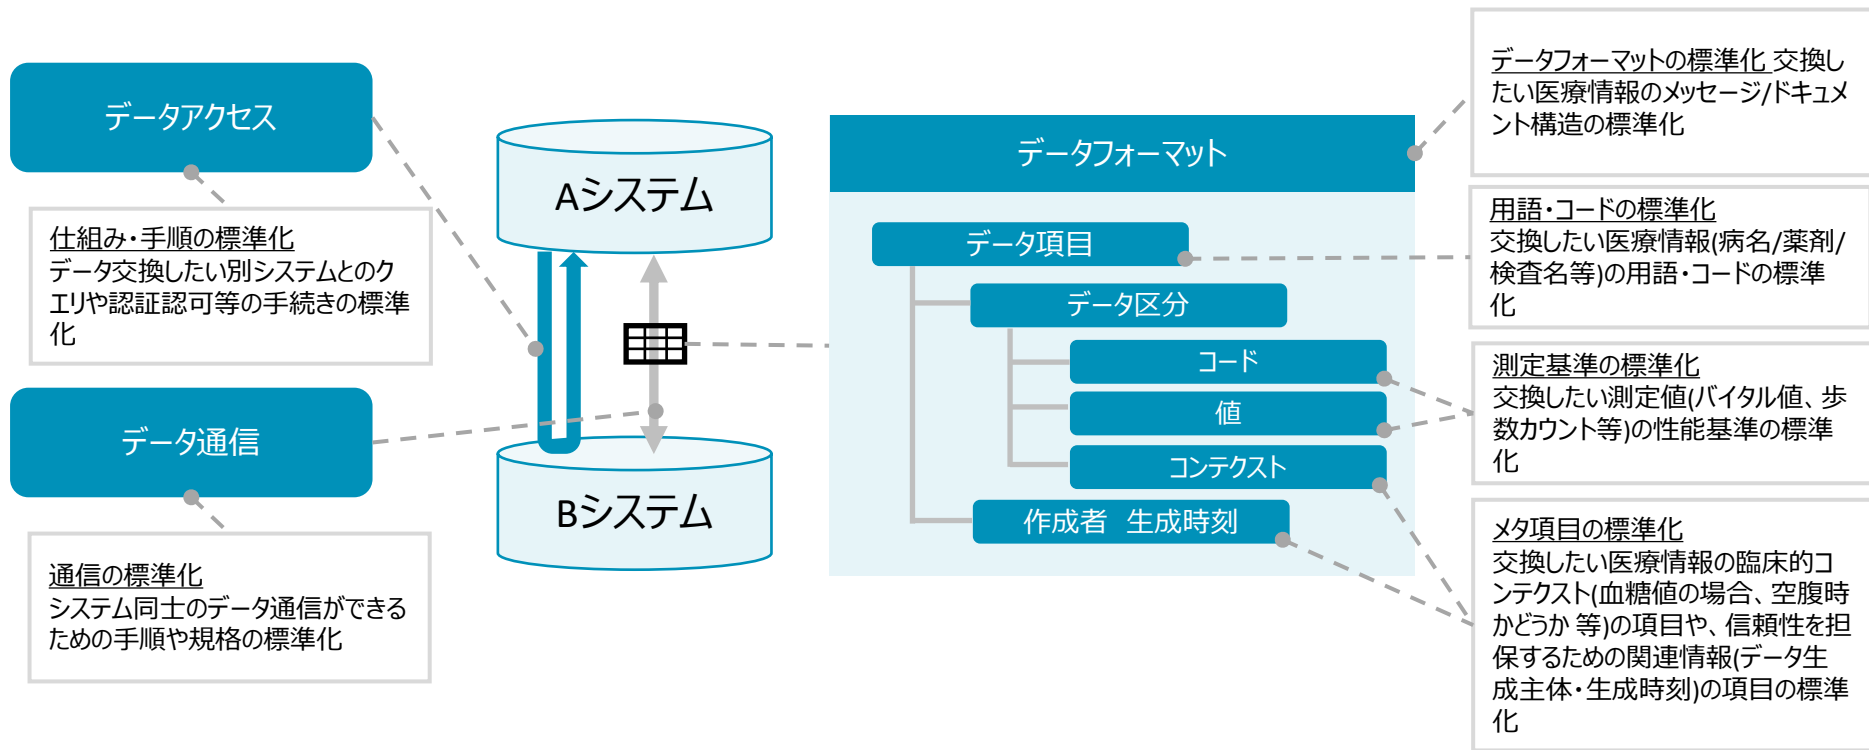 データアクセス
仕組み・手順の標準化
データ交換したい別システムとのク
エリや認証認可等の手続きの標準
化
データ通信
通信の標準化
システム同士のデータ通信ができる
ための手順や規格の標準化
Aシステム
Bシステム
データフォーマット
データ項目
データ区分
コード
値
コンテクスト
作成者　生成時刻
データフォーマットの標準化 交換し
たい医療情報のメッセージ/ドキュメ
ント構造の標準化
用語・コードの標準化
交換したい医療情報(病名/薬剤/
検査名等)の用語・コードの標準
化
測定基準の標準化
交換したい測定値(バイタル値、歩
数カウント等)の性能基準の標準
化
メタ項目の標準化
交換したい医療情報の臨床的コ
ンテクスト(血糖値の場合、空腹時
かどうか 等)の項目や、信頼性を担
保するための関連情報(データ生
成主体・生成時刻)の項目の標準
化